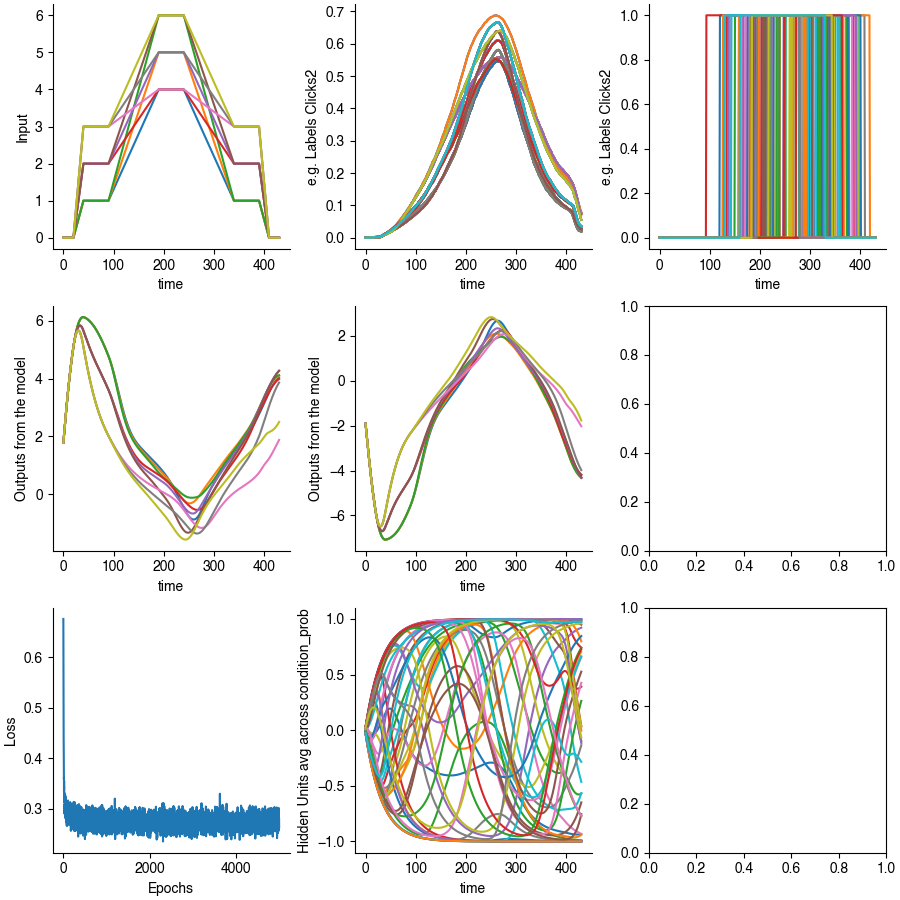 6
5
4
3
2
1
0
Input
0 100 200 300 400
time
0.7
0.6
0.5
0.4
0.3
0.2
0.1
0.0
e.g. Labels Clicks2
0 100 200 300 400
time
1.0
0.8
0.6
0.4
0.2
0.0
e.g. Labels Clicks2
0 100 200 300 400
time
6
4
2
0
Outputs from the model
0 100 200 300 400
time
2
0
−2
−4
−6
Outputs from the model
0 100 200 300 400
time
1.0
0.8
0.6
0.4
0.2
0.0
0.0 0.2 0.4 0.6 0.8 1.0
0.6
0.5
0.4
0.3
Loss
0 2000 4000
Epochs
1.0
0.5
0.0
−0.5
−1.0
Hidden Units avg across condition_prob
0 100 200 300 400
time
1.0
0.8
0.6
0.4
0.2
0.0
0.0 0.2 0.4 0.6 0.8 1.0